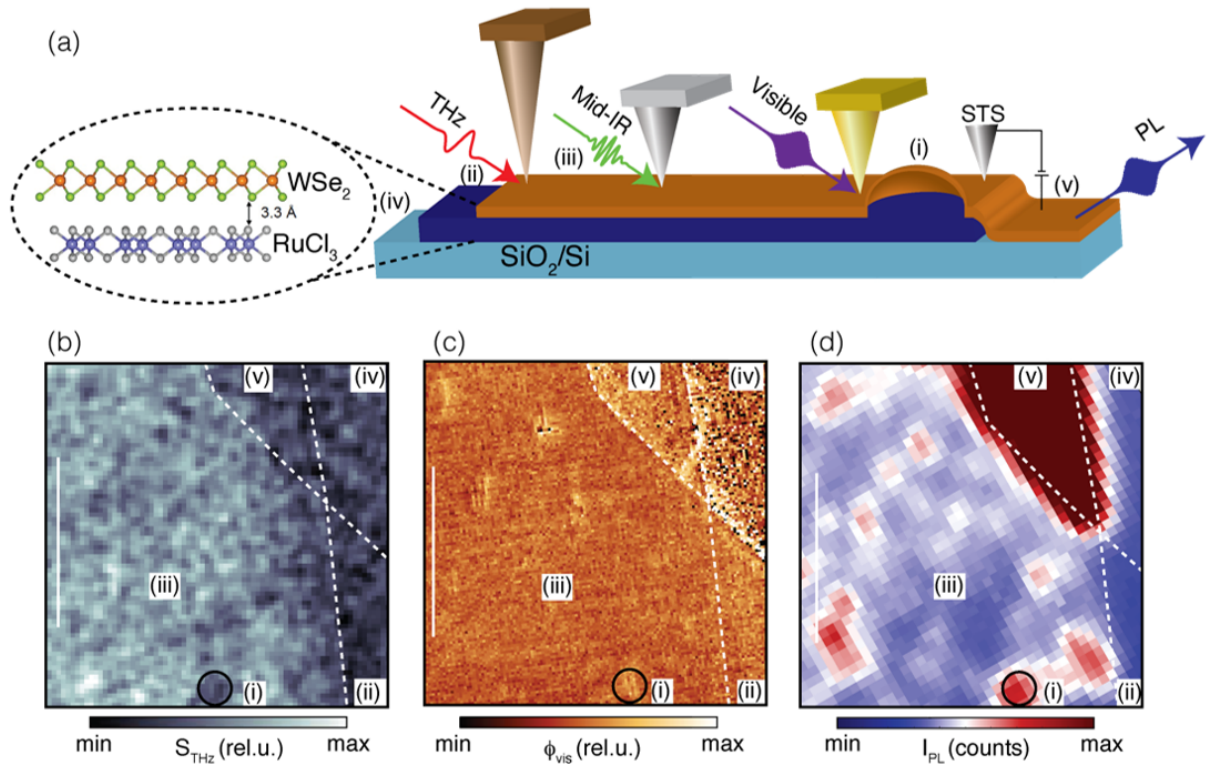 (a)
THz
Mid-IR
Visible
STS
PL
(i)
(ii)
(iii)
(iv)
(v)
WSe2
3.3 Å
RuCl3
SiO2/Si
(b)
(c)
(d)
(v)
(iv)
(iii)
(i)
(ii)
(v)
(iv)
(iii)
(i)
(ii)
(v)
(iv)
(iii)
(i)
(ii)
min
STHz (rel.u.)
max
min
ϕvis (rel.u.)
max
min
IPL (counts)
max